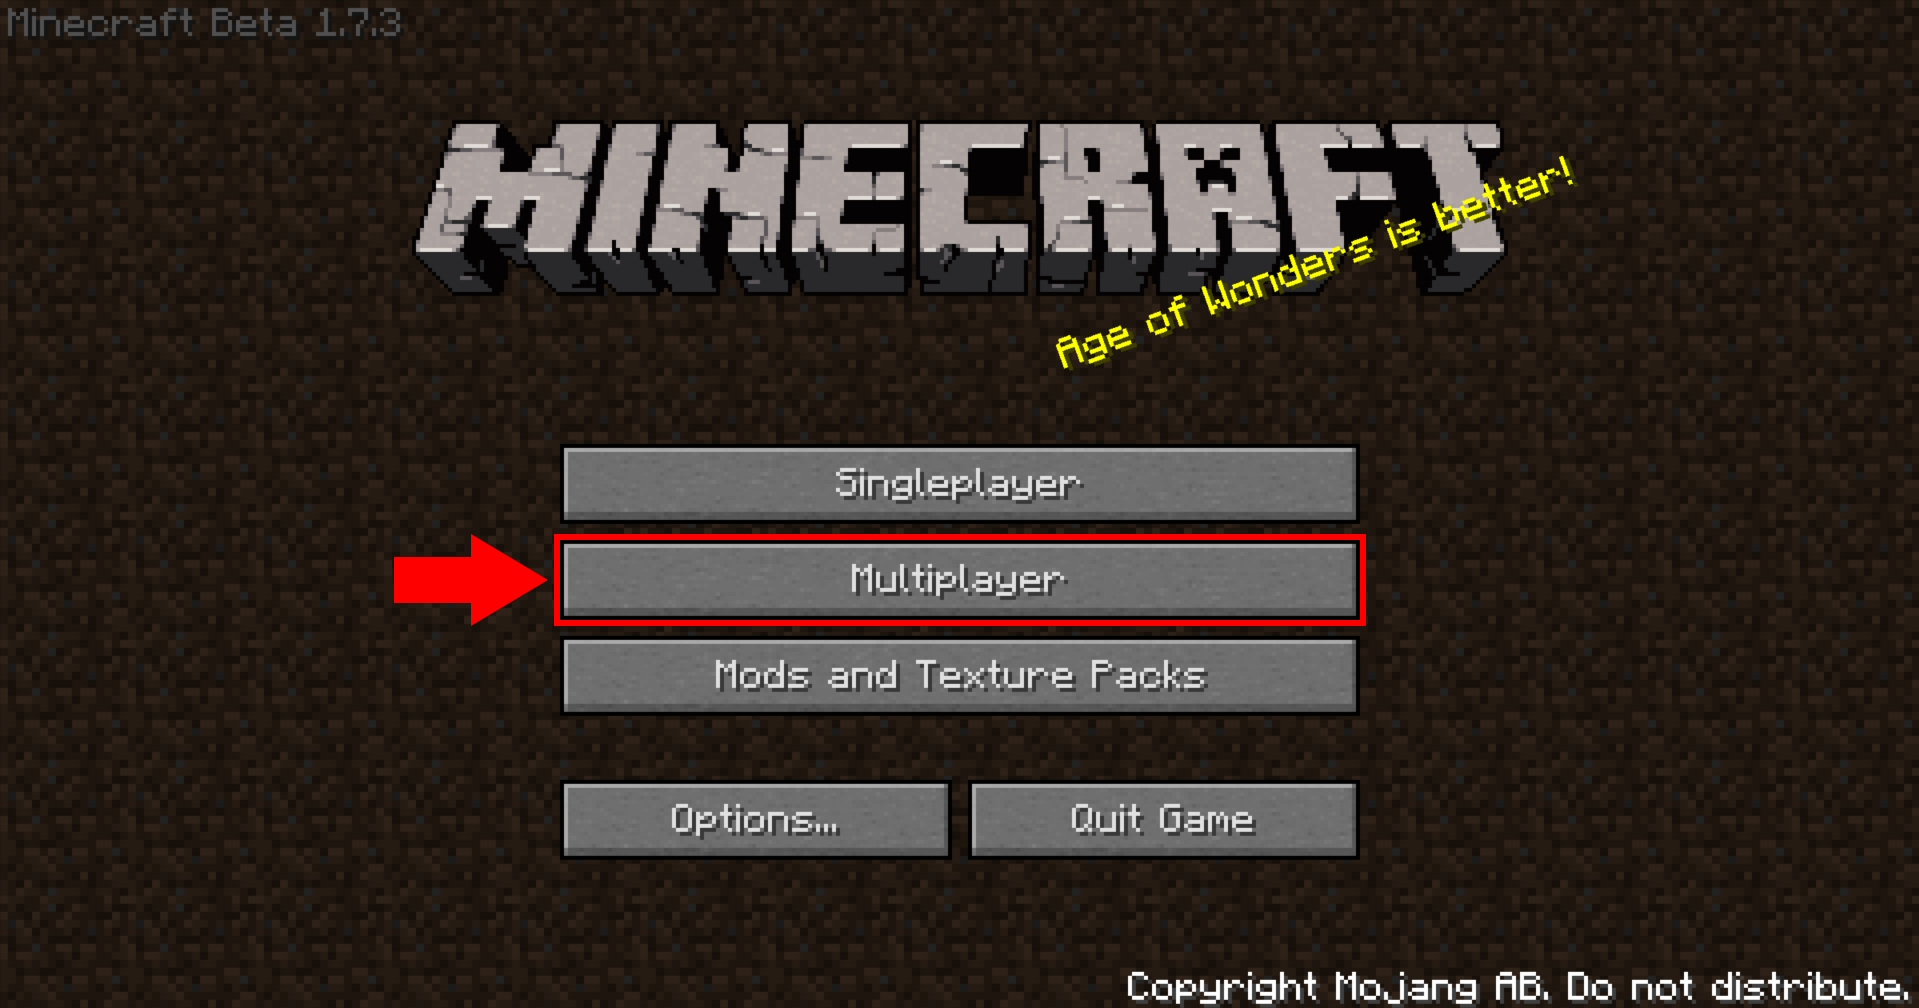 Minecraft Beta 1.7.3
MINECRAFT
Age of Wonders is better!
Singleplayer
Multiplayer
Mods and Texture Packs
Options...
Quit Game
Copyright Mojang AB. Do not distribute.